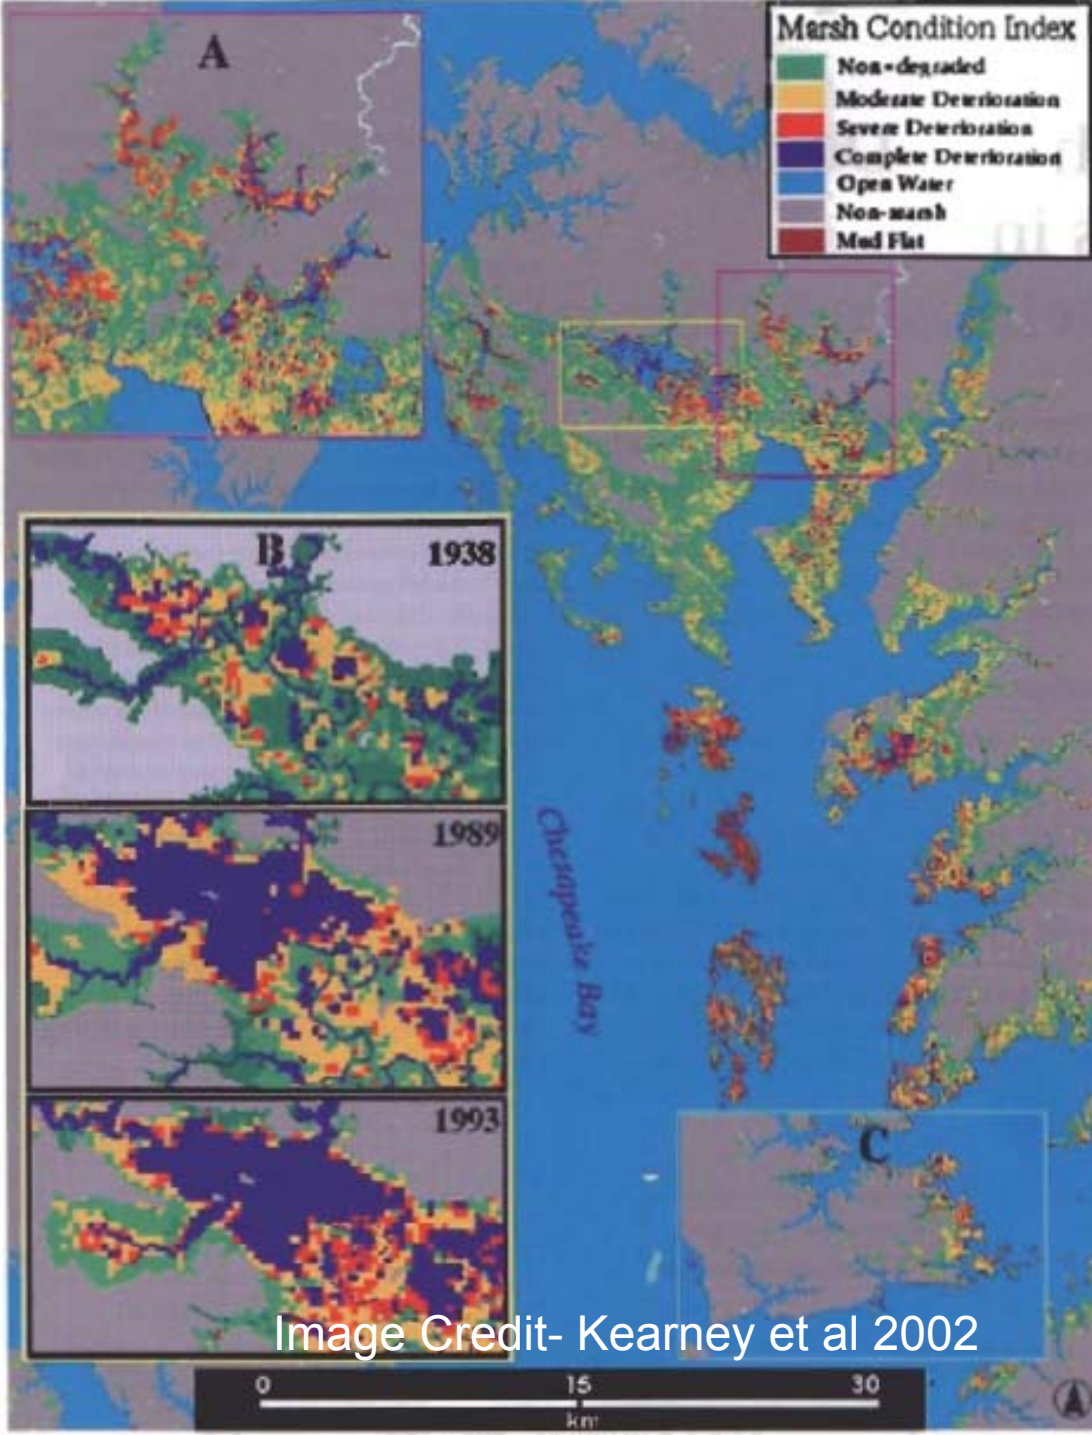 A
Marsh Condition Index
Non-degraded
Moderate Deterioration
Severe Deterioration
Complete Deterioration
Open Water
Non-marsh
Mud Flat
B
1938
1989
1993
Chesapeake Bay
C
Image Credit- Kearney et al 2002
0 15 30
km